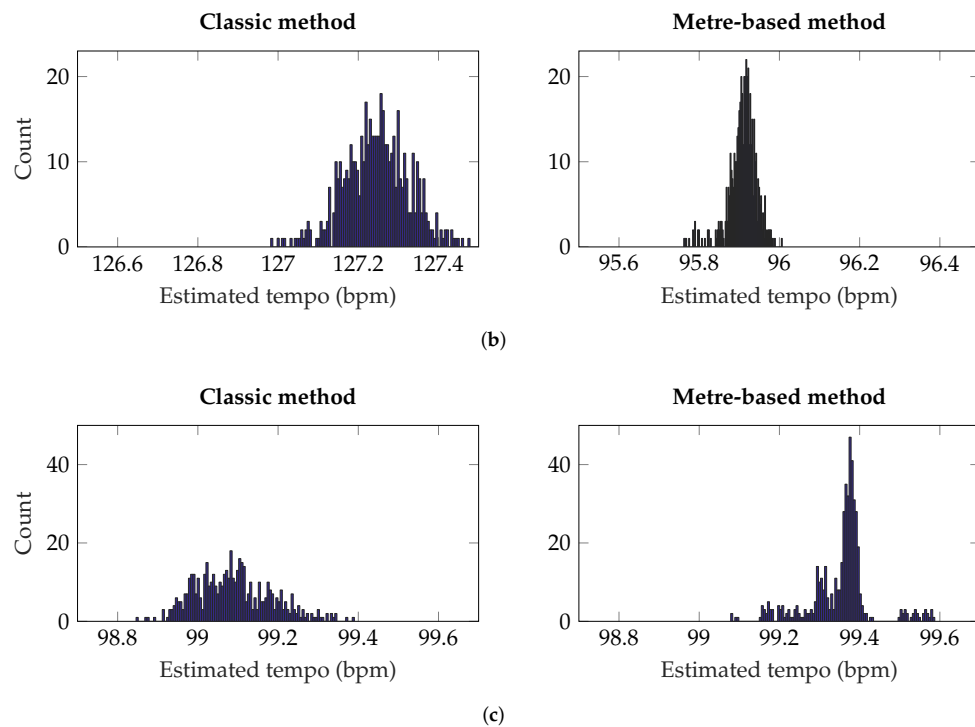 Classic method
Metre-based method
20
10
0
Count
126.6 126.8 127 127.2 127.4
Estimated tempo (bpm)
20
10
0
95.6 95.8 96 96.2 96.4
Estimated tempo (bpm)
(b)
Classic method
Metre-based method
40
20
0
Count
98.8 99 99.2 99.4 99.6
Estimated tempo (bpm)
40
20
0
98.8 99 99.2 99.4 99.6
Estimated tempo (bpm)
(c)